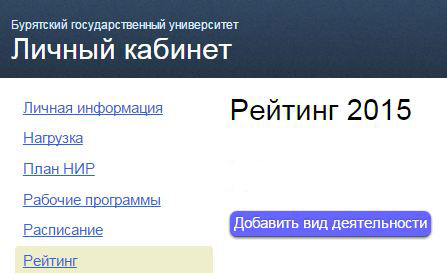 Бурятский государственный университет
Личный кабинет
Личная информация
Нагрузка
План НИР
Рабочие программы
Расписание
Рейтинг
Рейтинг 2015
Добавить вид деятельности